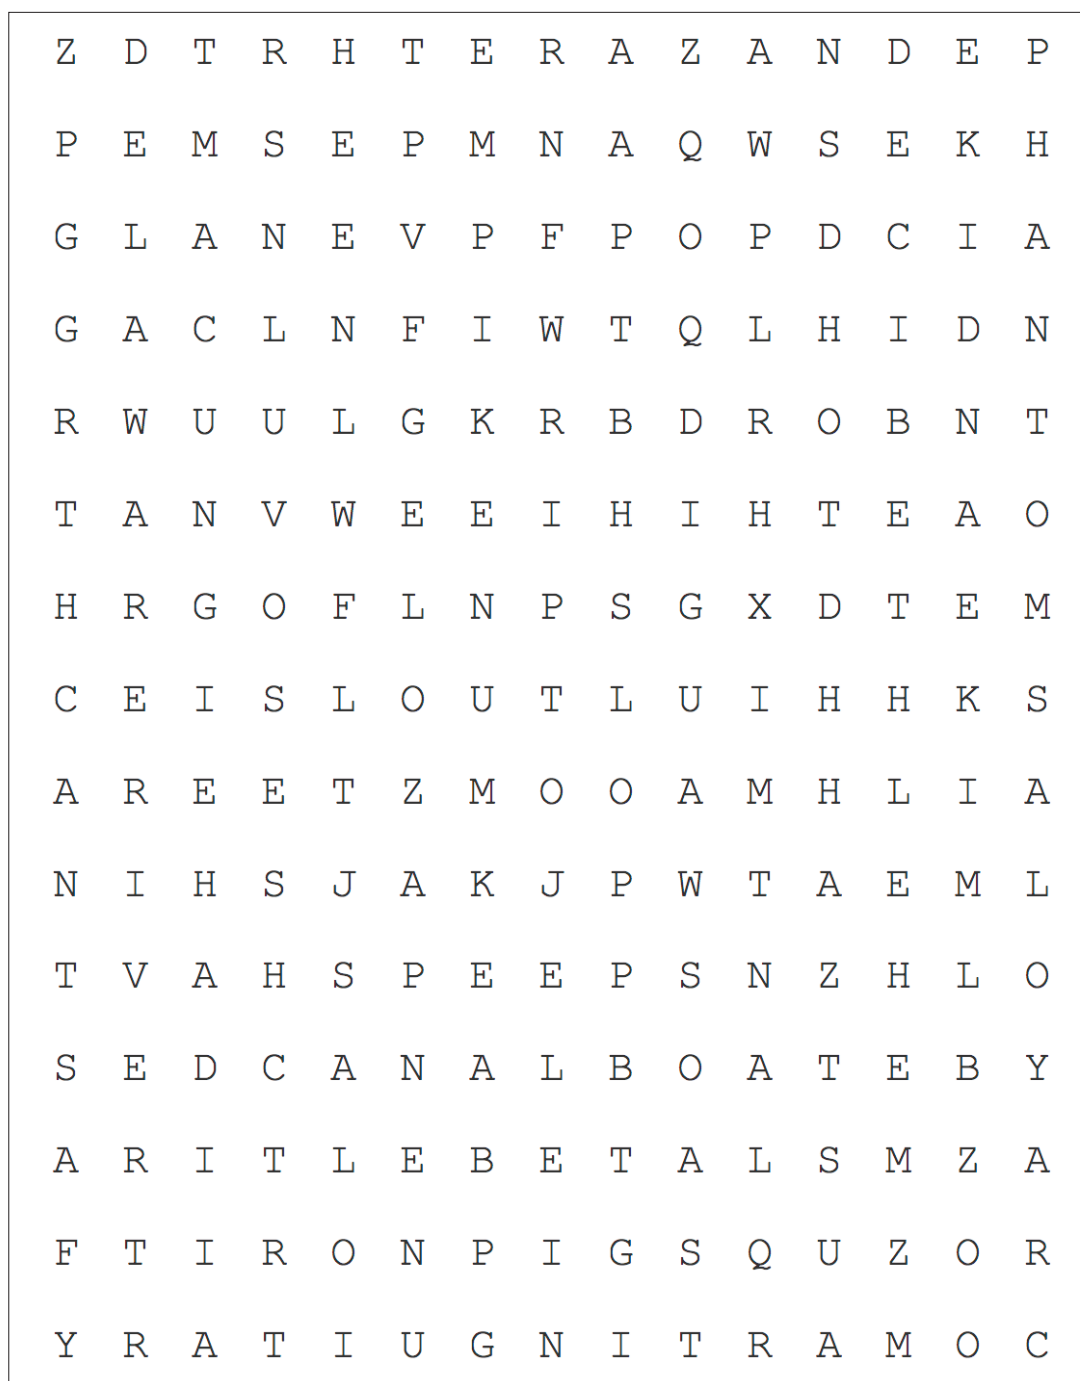 Z D T R H T E R A Z A N D E P
P E M S E P M N A Q W S E K H
G L A N E V P F P O P D C I A
G A C L N F I W T Q L H I D N
R W U U L G K R B D R O B N T
T A N V W E E I H I H T E A O
H R G O F L N P S G X D T E M
C E I S L O U T L U I H H K S
A R E E T Z M O O A M H L I A
N I H S J A K J P W T A E M L
T V A H S P E E P S N Z H L O
S E D C A N A L B O A T E B Y
A R I T L E B E T A L S M Z A
F T I R O N P I G S Q U Z O R
Y R A T I U G N I T R A M O C